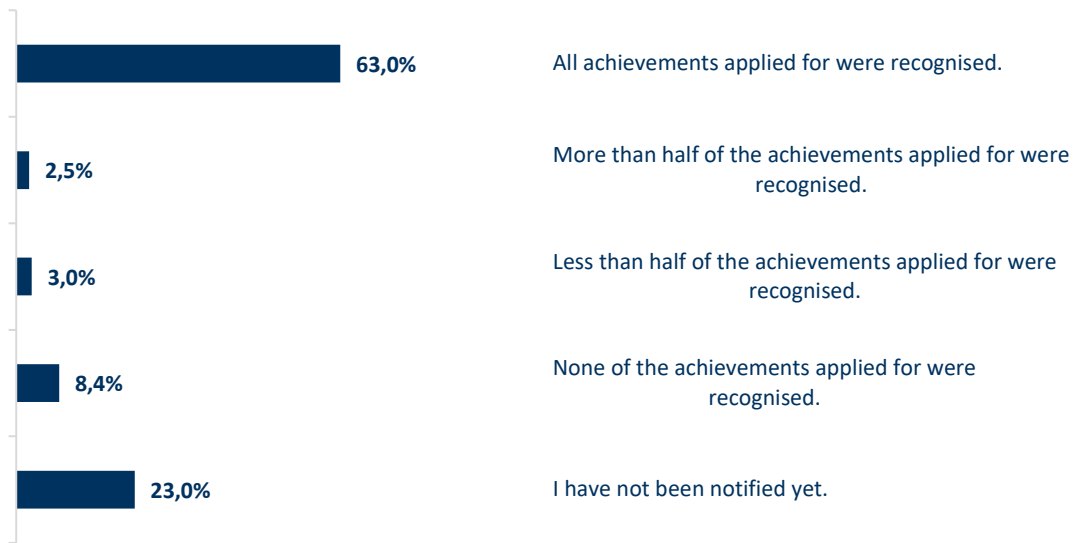 63,0%
All achievements applied for were recognised.
2,5%
More than half of the achievements applied for were
recognised.
3,0%
Less than half of the achievements applied for were
recognised.
8,4%
None of the achievements applied for were
recognised.
23,0%
I have not been notified yet.